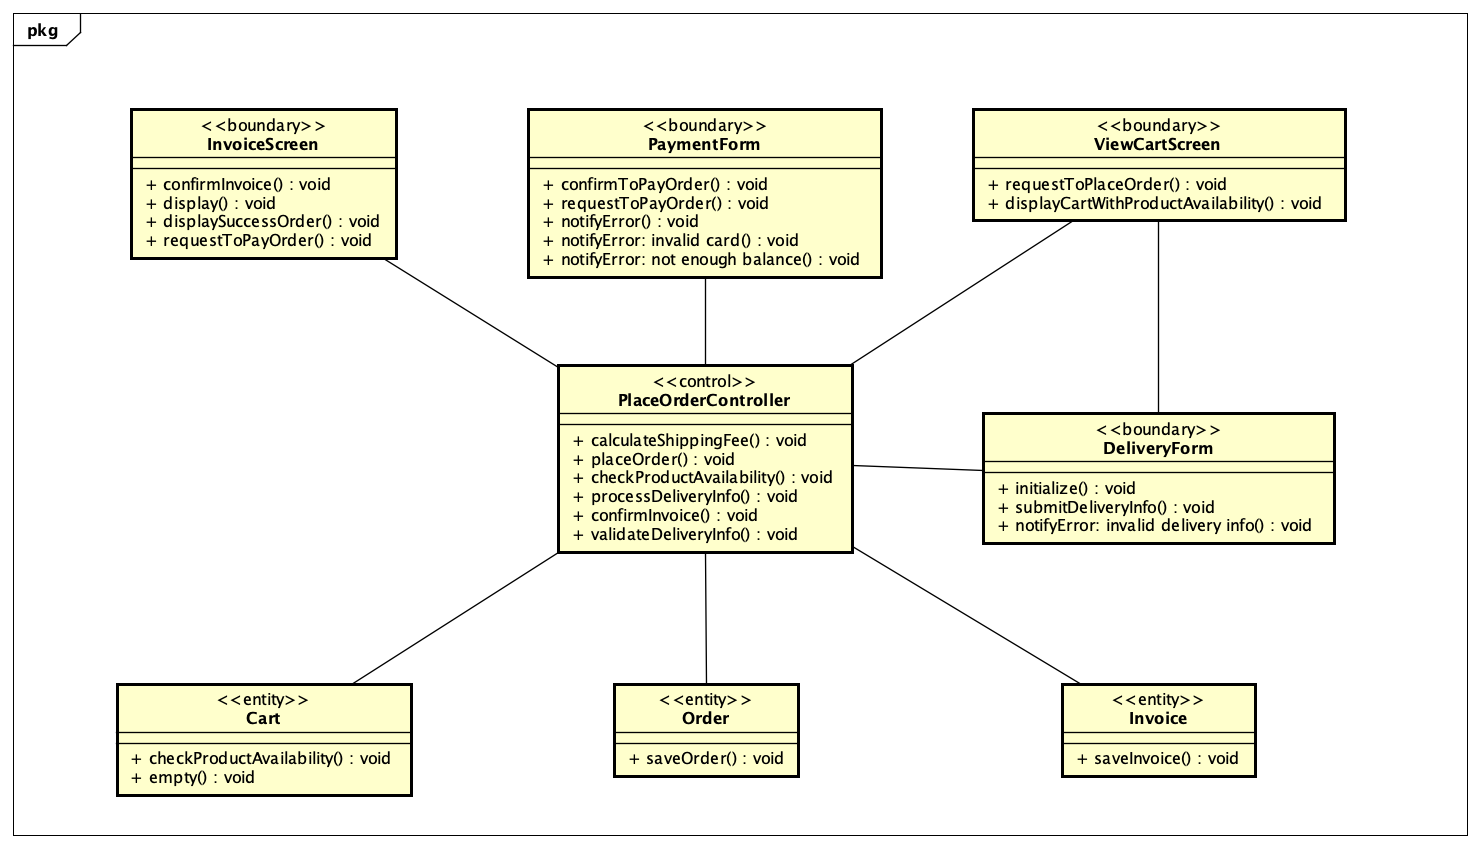 pkg
<<boundary>>
InvoiceScreen
+ confirmInvoice() : void
+ display() : void
+ displaySuccessOrder() : void
+ requestToPayOrder() : void
<<boundary>>
PaymentForm
+ confirmToPayOrder() : void
+ requestToPayOrder() : void
+ notifyError() : void
+ notifyError: invalid card() : void
+ notifyError: not enough balance() : void
<<boundary>>
ViewCartScreen
+ requestToPlaceOrder() : void
+ displayCartWithProductAvailability() : void
<<control>>
PlaceOrderController
+ calculateShippingFee() : void
+ placeOrder() : void
+ checkProductAvailability() : void
+ processDeliveryInfo() : void
+ confirmInvoice() : void
+ validateDeliveryInfo() : void
<<boundary>>
DeliveryForm
+ initialize() : void
+ submitDeliveryInfo() : void
+ notifyError: invalid delivery info() : void
<<entity>>
Cart
+ checkProductAvailability() : void
+ empty() : void
<<entity>>
Order
+ saveOrder() : void
<<entity>>
Invoice
+ saveInvoice() : void